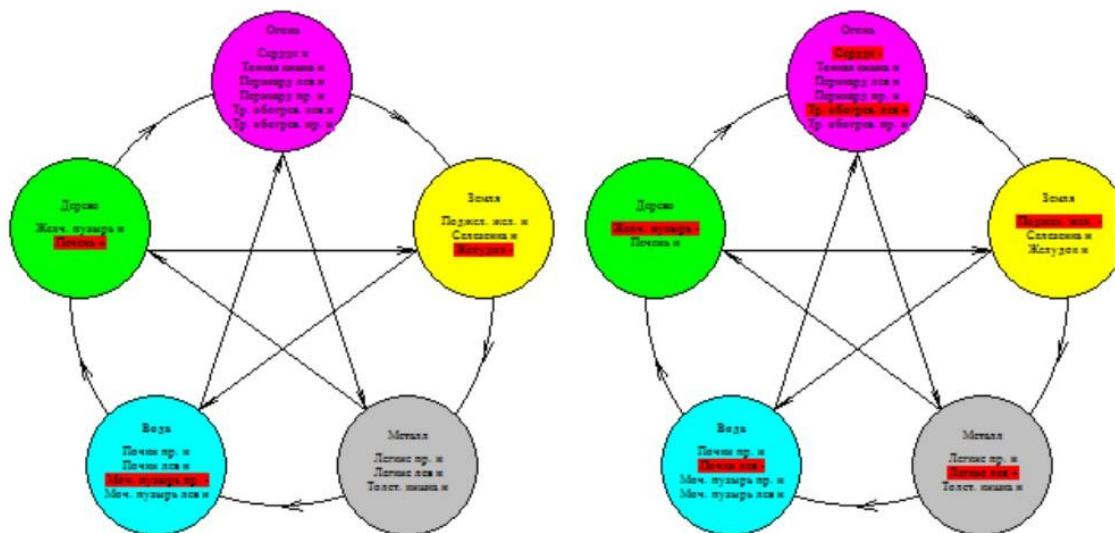 Огонь
Сердце н
Тонкая кишка н
Перикард лев н
Перикард пр. н
Тр. обогрев. лев н
Тр. обогрев. пр. н
Земля
Поджел. жел. н
Селезенка н
Желудок -
Металл
Легкие пр. н
Легкие лев н
Толст. кишка н
Вода
Почки пр. н
Почки лев н
Моч. пузырь пр. -
Моч. пузырь лев н
Дерево
Желч. пузырь н
Печень +
Огонь
Сердце -
Тонкая кишка н
Перикард лев н
Перикард пр. н
Тр. обогрев. лев +
Тр. обогрев. пр. н
Земля
Поджел. жел. -
Селезенка н
Желудок н
Металл
Легкие пр. н
Легкие лев +
Толст. кишка н
Вода
Почки пр. н
Почки лев -
Моч. пузырь пр. н
Моч. пузырь лев н
Дерево
Желч. пузырь -
Печень н